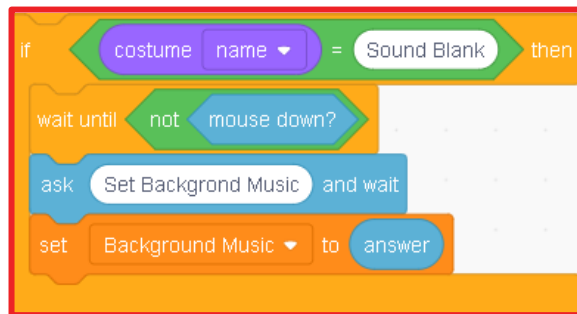 if costume name = Sound Blank then
wait until not mouse down?
ask Set Backgrond Music and wait
set Background Music to answer